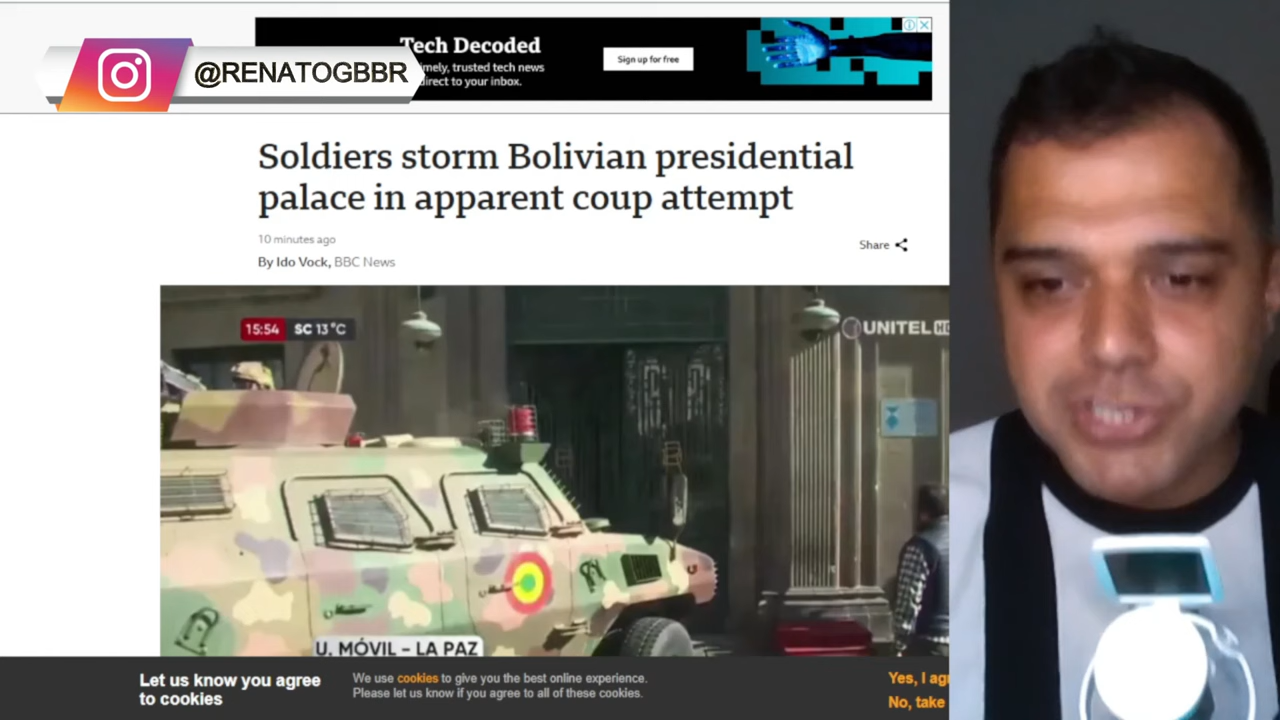 @RENATOGBBR
Tech Decoded
Sign up for free
direct to your inbox.
trusted tech news
Soldiers storm Bolivian presidential
palace in apparent coup attempt
10 minutes ago
Share
By Ido Vock, BBC News
15:54 SC 13°C
UNITEL
U. MÓVIL – LA PAZ
Let us know you agree
to cookies
We use cookies to give you the best online experience.
Please let us know if you agree to all of these cookies.
Yes, I
No, take